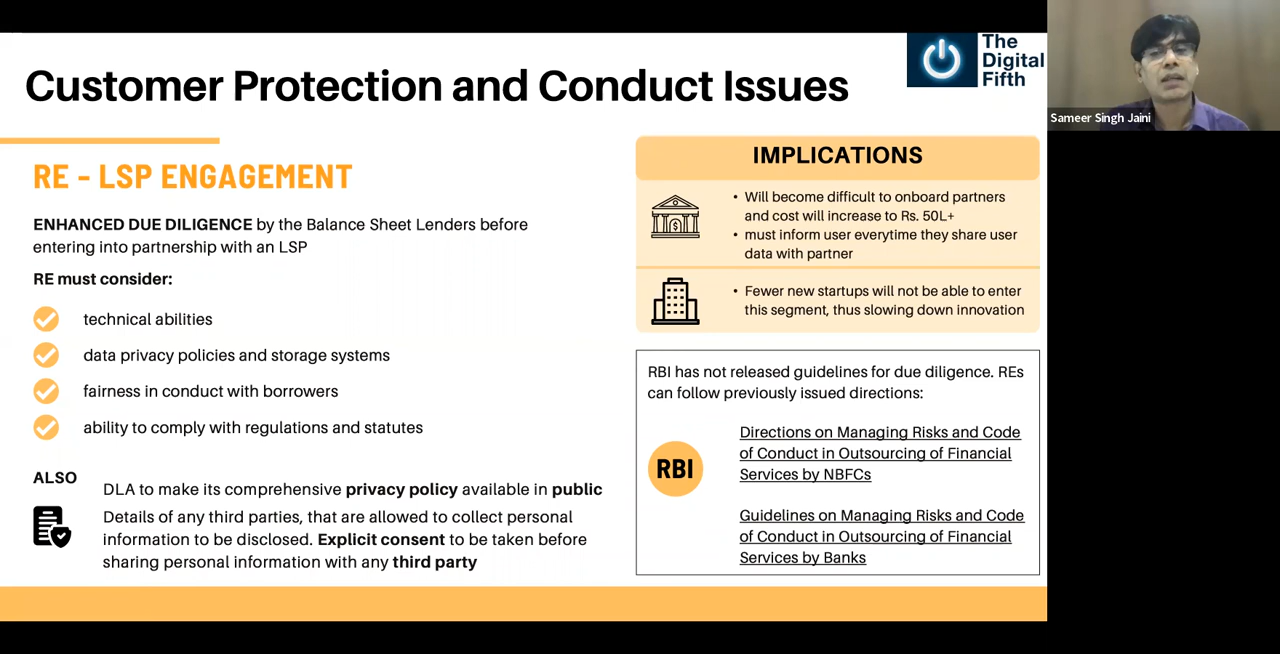 Customer Protection and Conduct Issues
The
Digital
Fifth
Sameer Singh Jaini
RE - LSP ENGAGEMENT
ENHANCED DUE DILIGENCE by the Balance Sheet Lenders before
entering into partnership with an LSP
RE must consider:
technical abilities
data privacy policies and storage systems
fairness in conduct with borrowers
ability to comply with regulations and statutes
ALSO
DLA to make its comprehensive privacy policy available in public
Details of any third parties, that are allowed to collect personal
information to be disclosed. Explicit consent to be taken before
sharing personal information with any third party
IMPLICATIONS
• Will become difficult to onboard partners
and cost will increase to Rs. 50L+
• must inform user everytime they share user
data with partner
• Fewer new startups will not be able to enter
this segment, thus slowing down innovation
RBI has not released guidelines for due diligence. REs
can follow previously issued directions:
RBI
Directions on Managing Risks and Code
of Conduct in Outsourcing of Financial
Services by NBFCs
Guidelines on Managing Risks and Code
of Conduct in Outsourcing of Financial
Services by Banks